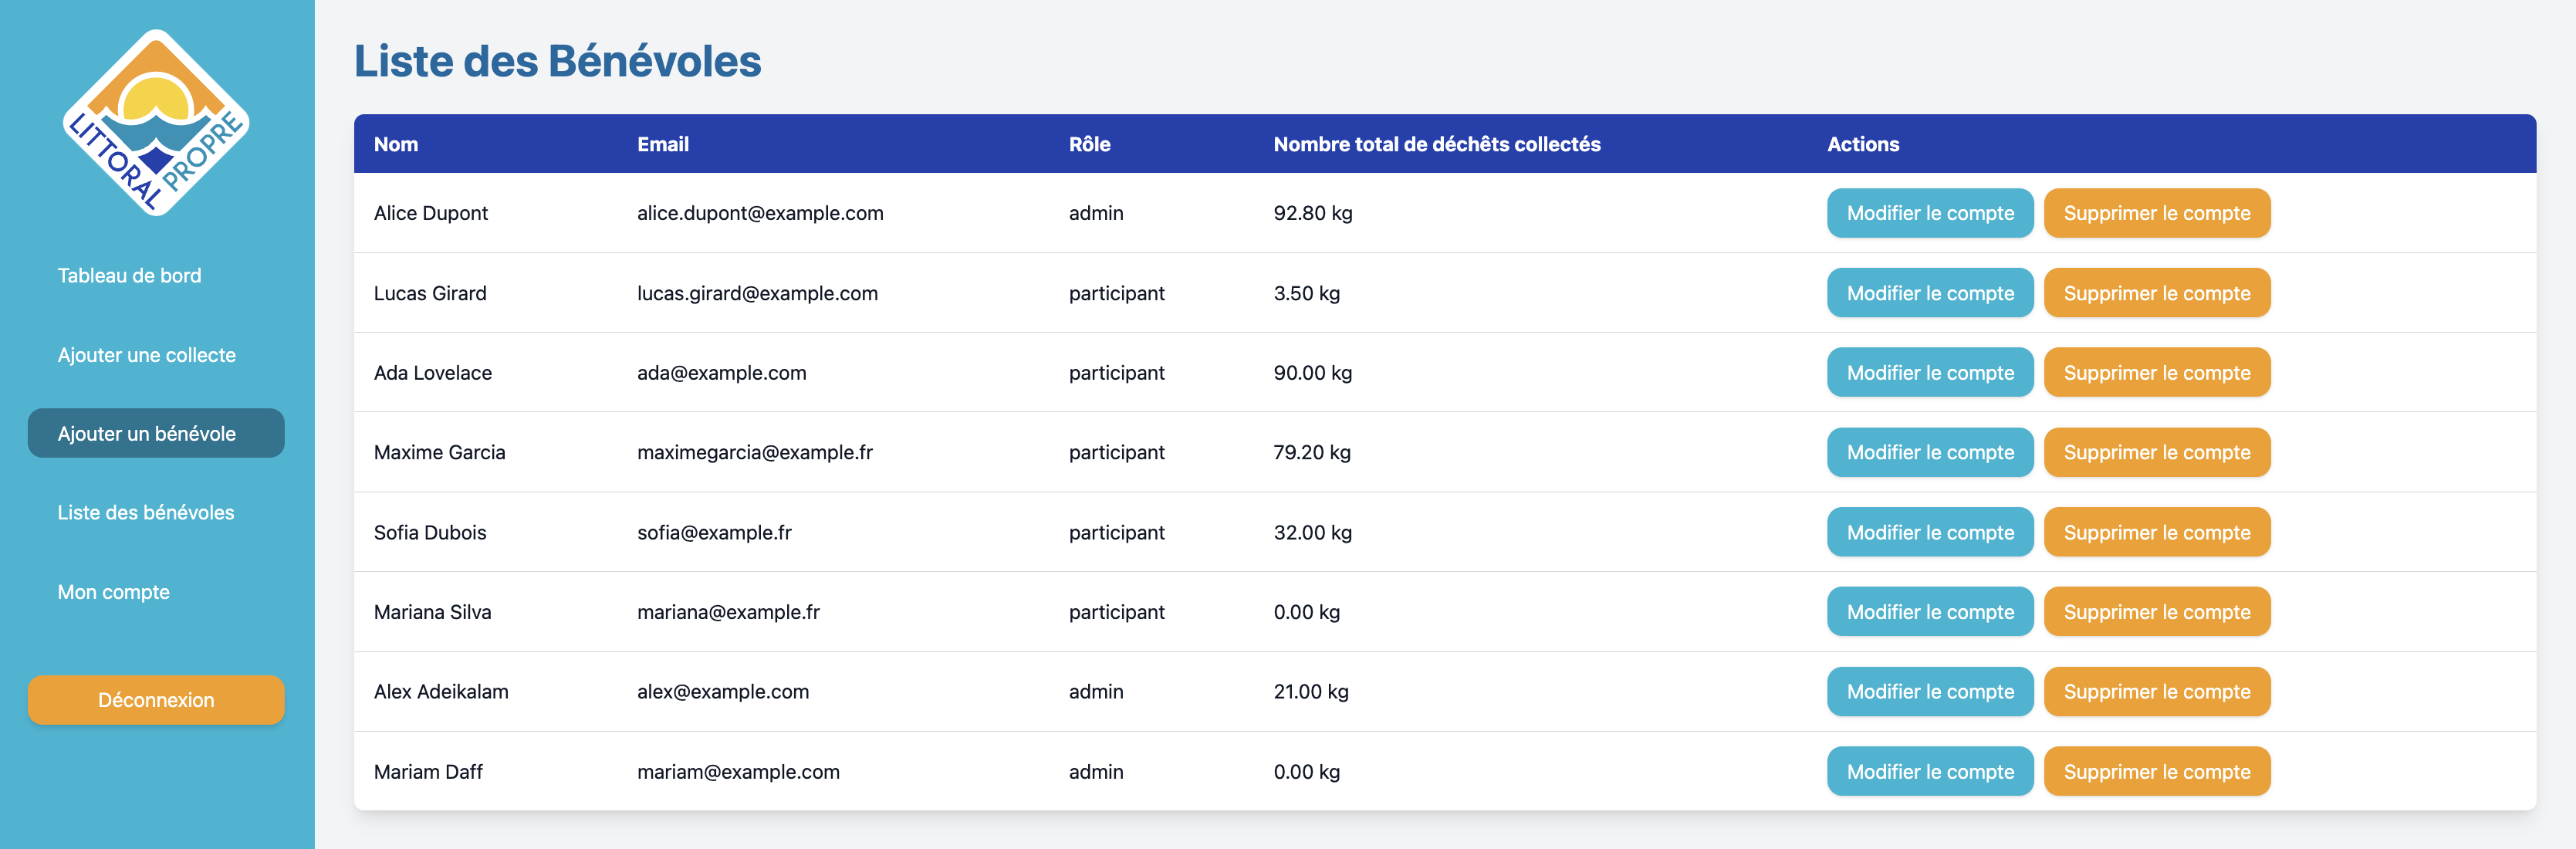 LITTORAL PROPRE
Tableau de bord
Ajouter une collecte
Ajouter un bénévole
Liste des bénévoles
Mon compte
Déconnexion
Liste des Bénévoles
Nom Email Rôle Nombre total de déchêts collectés Actions
Alice Dupont alice.dupont@example.com admin 92.80 kg Modifier le compte Supprimer le compte
Lucas Girard lucas.girard@example.com participant 3.50 kg Modifier le compte Supprimer le compte
Ada Lovelace ada@example.com participant 90.00 kg Modifier le compte Supprimer le compte
Maxime Garcia maximegarcia@example.fr participant 79.20 kg Modifier le compte Supprimer le compte
Sofia Dubois sofia@example.fr participant 32.00 kg Modifier le compte Supprimer le compte
Mariana Silva mariana@example.fr participant 0.00 kg Modifier le compte Supprimer le compte
Alex Adeikalam alex@example.com admin 21.00 kg Modifier le compte Supprimer le compte
Mariam Daff mariam@example.com admin 0.00 kg Modifier le compte Supprimer le compte